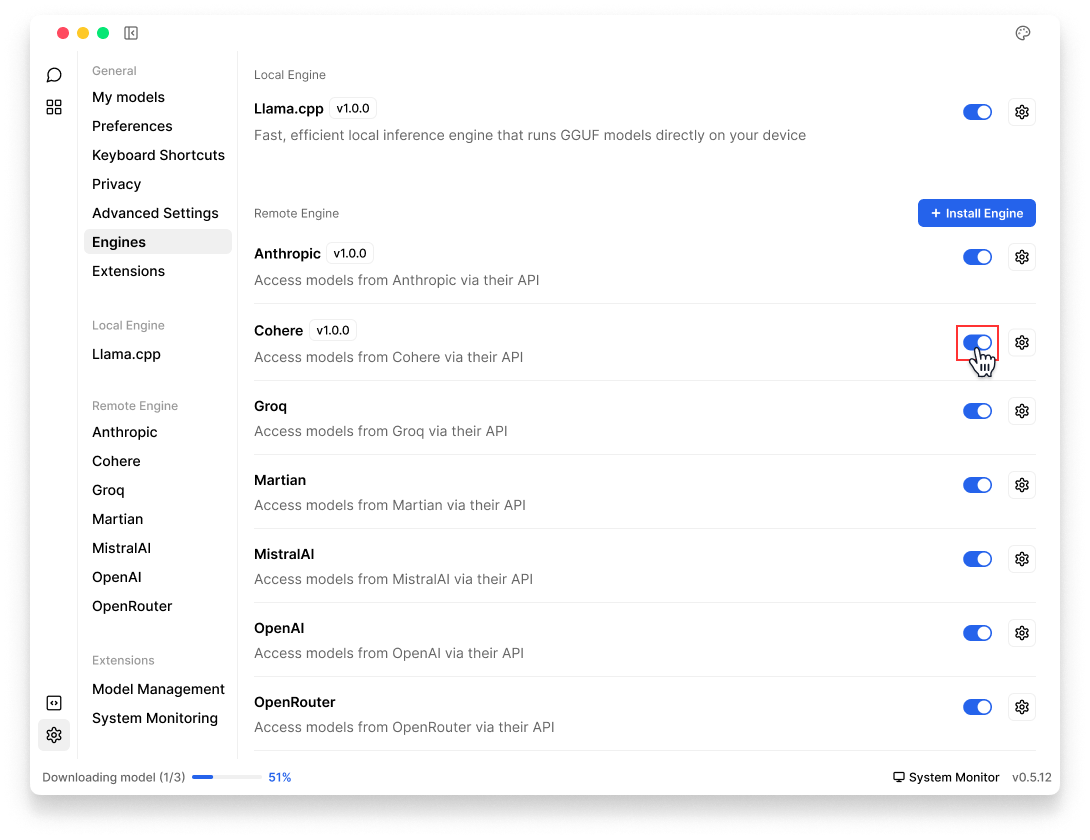 General
My models
Preferences
Keyboard Shortcuts
Privacy
Advanced Settings
Engines
Extensions
Local Engine
Llama.cpp
Remote Engine
Anthropic
Cohere
Groq
Martian
MistralAI
OpenAI
OpenRouter
Extensions
Model Management
System Monitoring
Local Engine
Llama.cpp v1.0.0
Fast, efficient local inference engine that runs GGUF models directly on your device
Remote Engine
+ Install Engine
Anthropic v1.0.0
Access models from Anthropic via their API
Cohere v1.0.0
Access models from Cohere via their API
Groq
Access models from Groq via their API
Martian
Access models from Martian via their API
MistralAI
Access models from MistralAI via their API
OpenAI
Access models from OpenAI via their API
OpenRouter
Access models from OpenRouter via their API
Downloading model (1/3) 51%
System Monitor v0.5.12